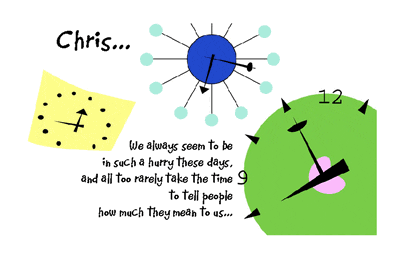 Chris...
12
We always seem to be
in such a hurry these days,
and all too rarely take the time
9
to tell people
how much they mean to us...